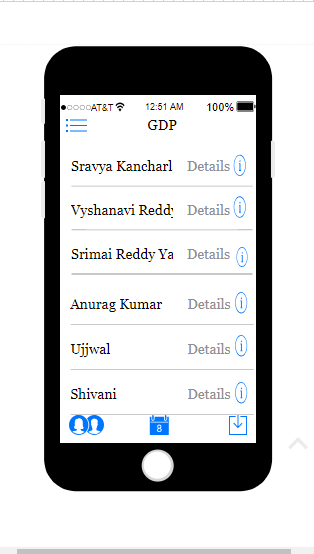 AT&T 12:51 AM 100%
GDP
Sravya Kancharl Details i
Vyshanavi Reddy Details i
Srimai Reddy Ya Details i
Anurag Kumar Details i
Ujjwal Details i
Shivani Details i
8